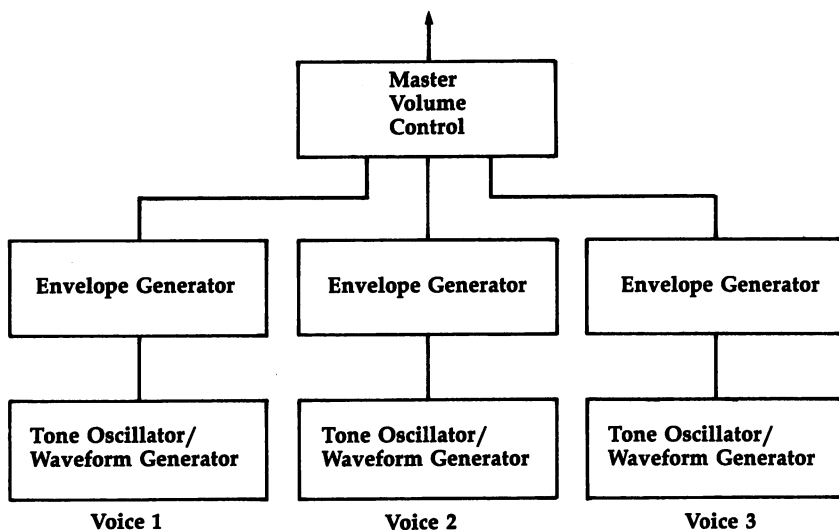 Master
Volume
Control
Envelope Generator
Envelope Generator
Envelope Generator
Tone Oscillator/
Waveform Generator
Tone Oscillator/
Waveform Generator
Tone Oscillator/
Waveform Generator
Voice 1
Voice 2
Voice 3